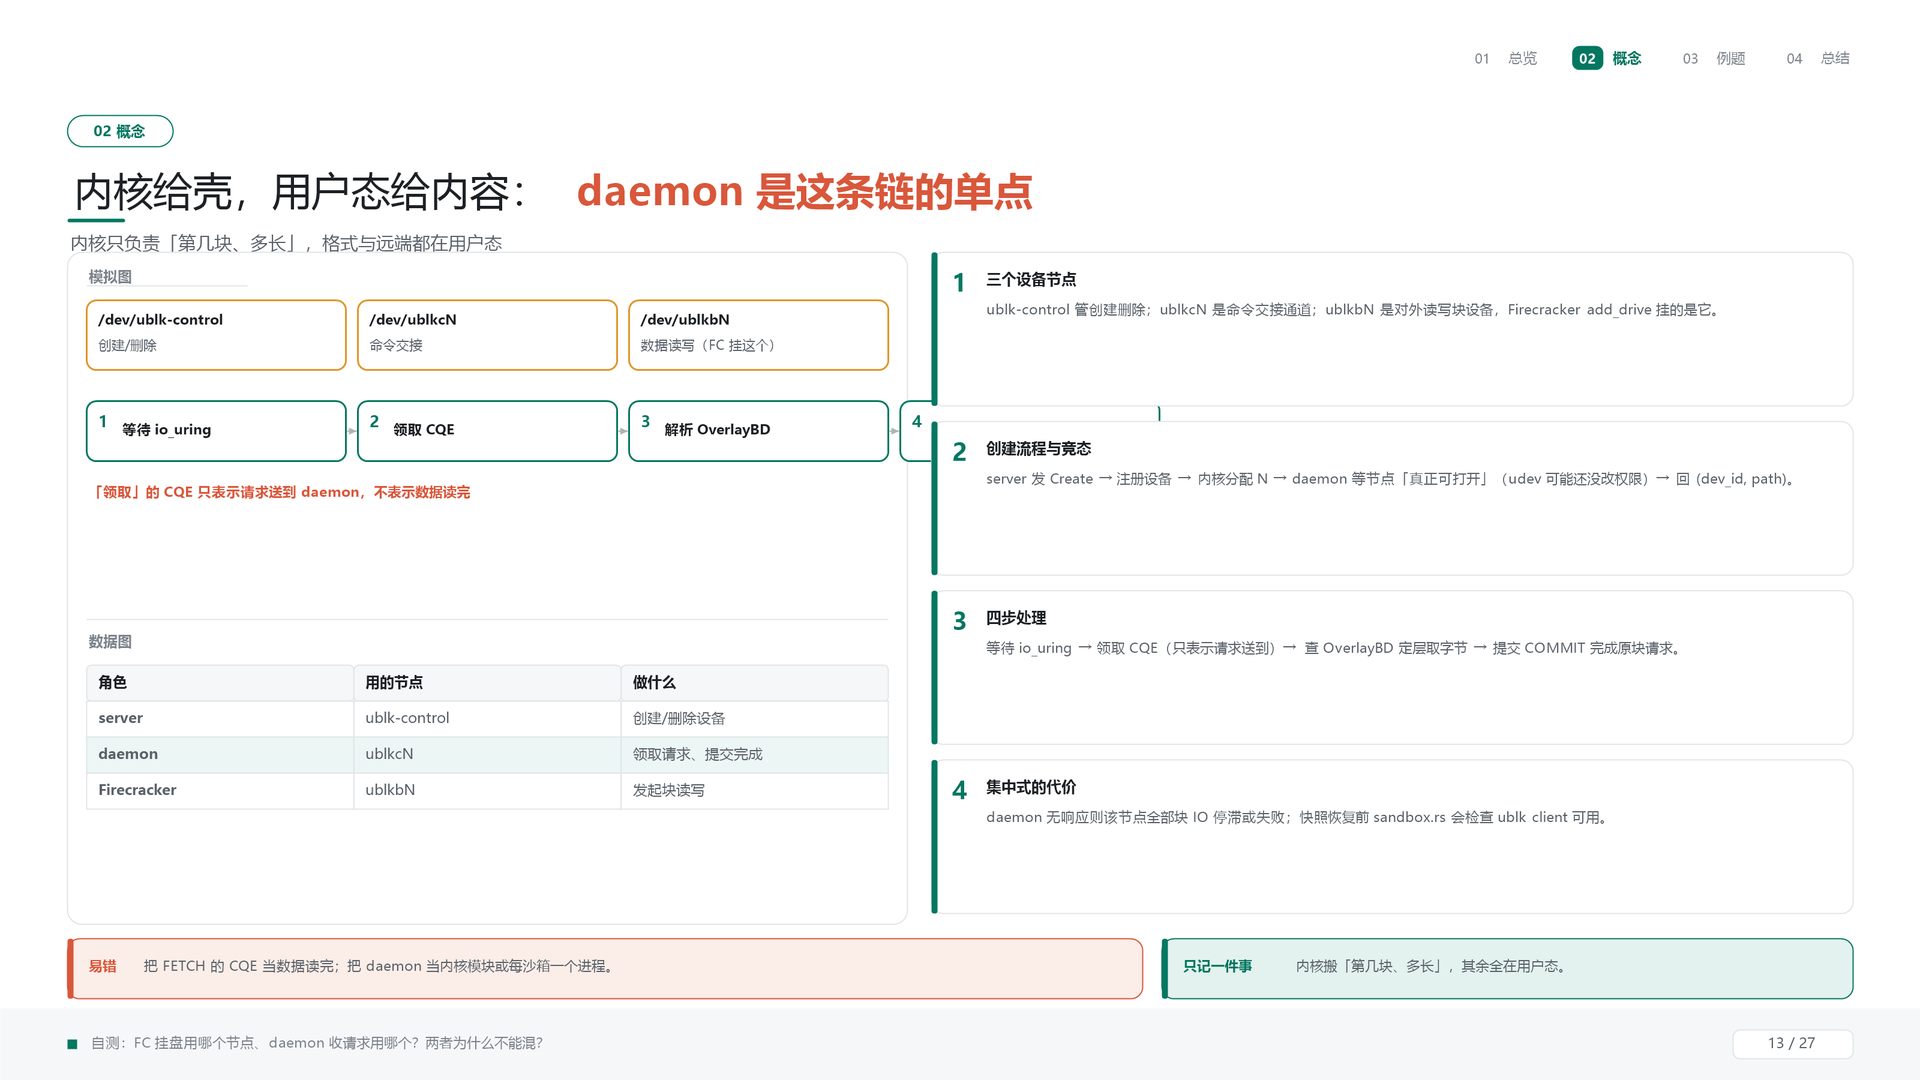 01 总览 02 概念 03 例题 04 总结
02 概念
内核给壳，用户态给内容： daemon 是这条链的单点
内核只负责「第几块、多长」，格式与远端都在用户态
模拟图
/dev/ublk-control
创建/删除
/dev/ublkcN
命令交接
/dev/ublkbN
数据读写（FC 挂这个）
1 等待 io_uring
2 领取 CQE
3 解析 OverlayBD
4
「领取」的 CQE 只表示请求送到 daemon，不表示数据读完
数据图
角色 用的节点 做什么
server ublk-control 创建/删除设备
daemon ublkcN 领取请求、提交完成
Firecracker ublkbN 发起块读写
1 三个设备节点
ublk-control 管创建删除；ublkcN 是命令交接通道；ublkbN 是对外读写块设备，Firecracker add_drive 挂的是它。
2 创建流程与竞态
server 发 Create → 注册设备 → 内核分配 N → daemon 等节点「真正可打开」（udev 可能还没改权限）→ 回 (dev_id, path)。
3 四步处理
等待 io_uring → 领取 CQE（只表示请求送到）→ 查 OverlayBD 定层取字节 → 提交 COMMIT 完成原块请求。
4 集中式的代价
daemon 无响应则该节点全部块 IO 停滞或失败；快照恢复前 sandbox.rs 会检查 ublk client 可用。
易错 把 FETCH 的 CQE 当数据读完；把 daemon 当内核模块或每沙箱一个进程。
只记一件事 内核搬「第几块、多长」，其余全在用户态。
自测：FC 挂盘用哪个节点、daemon 收请求用哪个？两者为什么不能混？
13 / 27